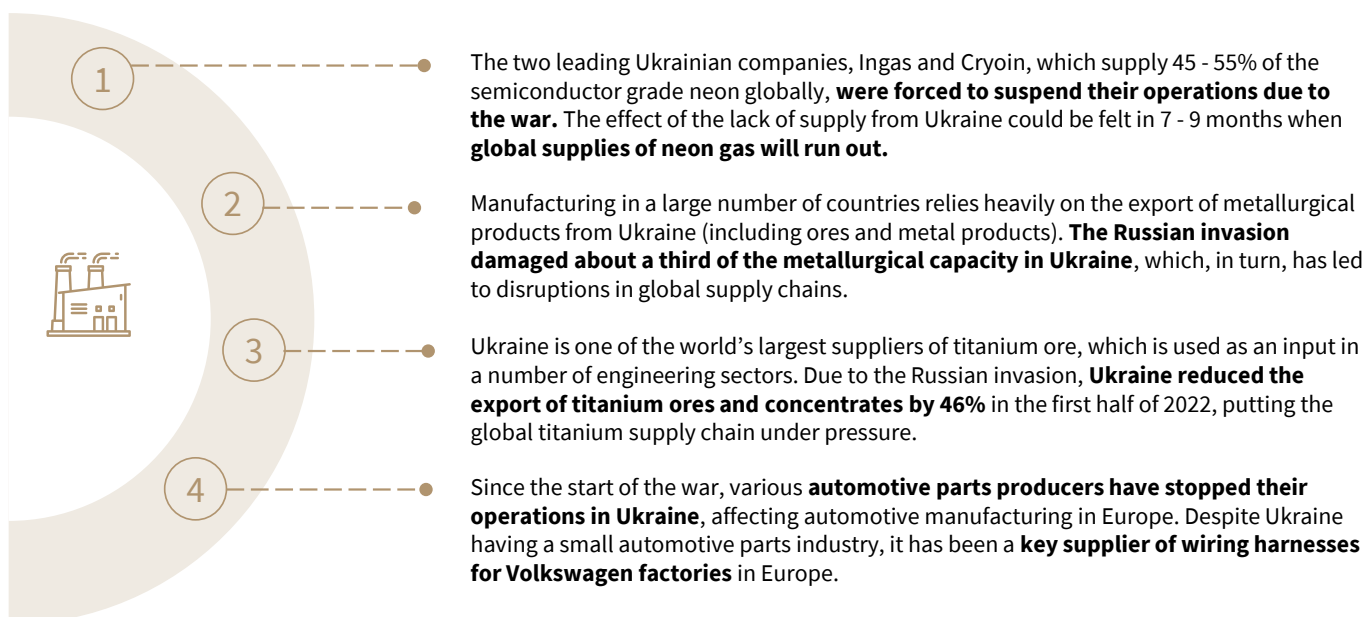 1
The two leading Ukrainian companies, Ingas and Cryoin, which supply 45 - 55% of the
semiconductor grade neon globally, were forced to suspend their operations due to
the war. The effect of the lack of supply from Ukraine could be felt in 7 - 9 months when
global supplies of neon gas will run out.
2
Manufacturing in a large number of countries relies heavily on the export of metallurgical
products from Ukraine (including ores and metal products). The Russian invasion
damaged about a third of the metallurgical capacity in Ukraine, which, in turn, has led
to disruptions in global supply chains.
3
Ukraine is one of the world’s largest suppliers of titanium ore, which is used as an input in
a number of engineering sectors. Due to the Russian invasion, Ukraine reduced the
export of titanium ores and concentrates by 46% in the first half of 2022, putting the
global titanium supply chain under pressure.
4
Since the start of the war, various automotive parts producers have stopped their
operations in Ukraine, affecting automotive manufacturing in Europe. Despite Ukraine
having a small automotive parts industry, it has been a key supplier of wiring harnesses
for Volkswagen factories in Europe.